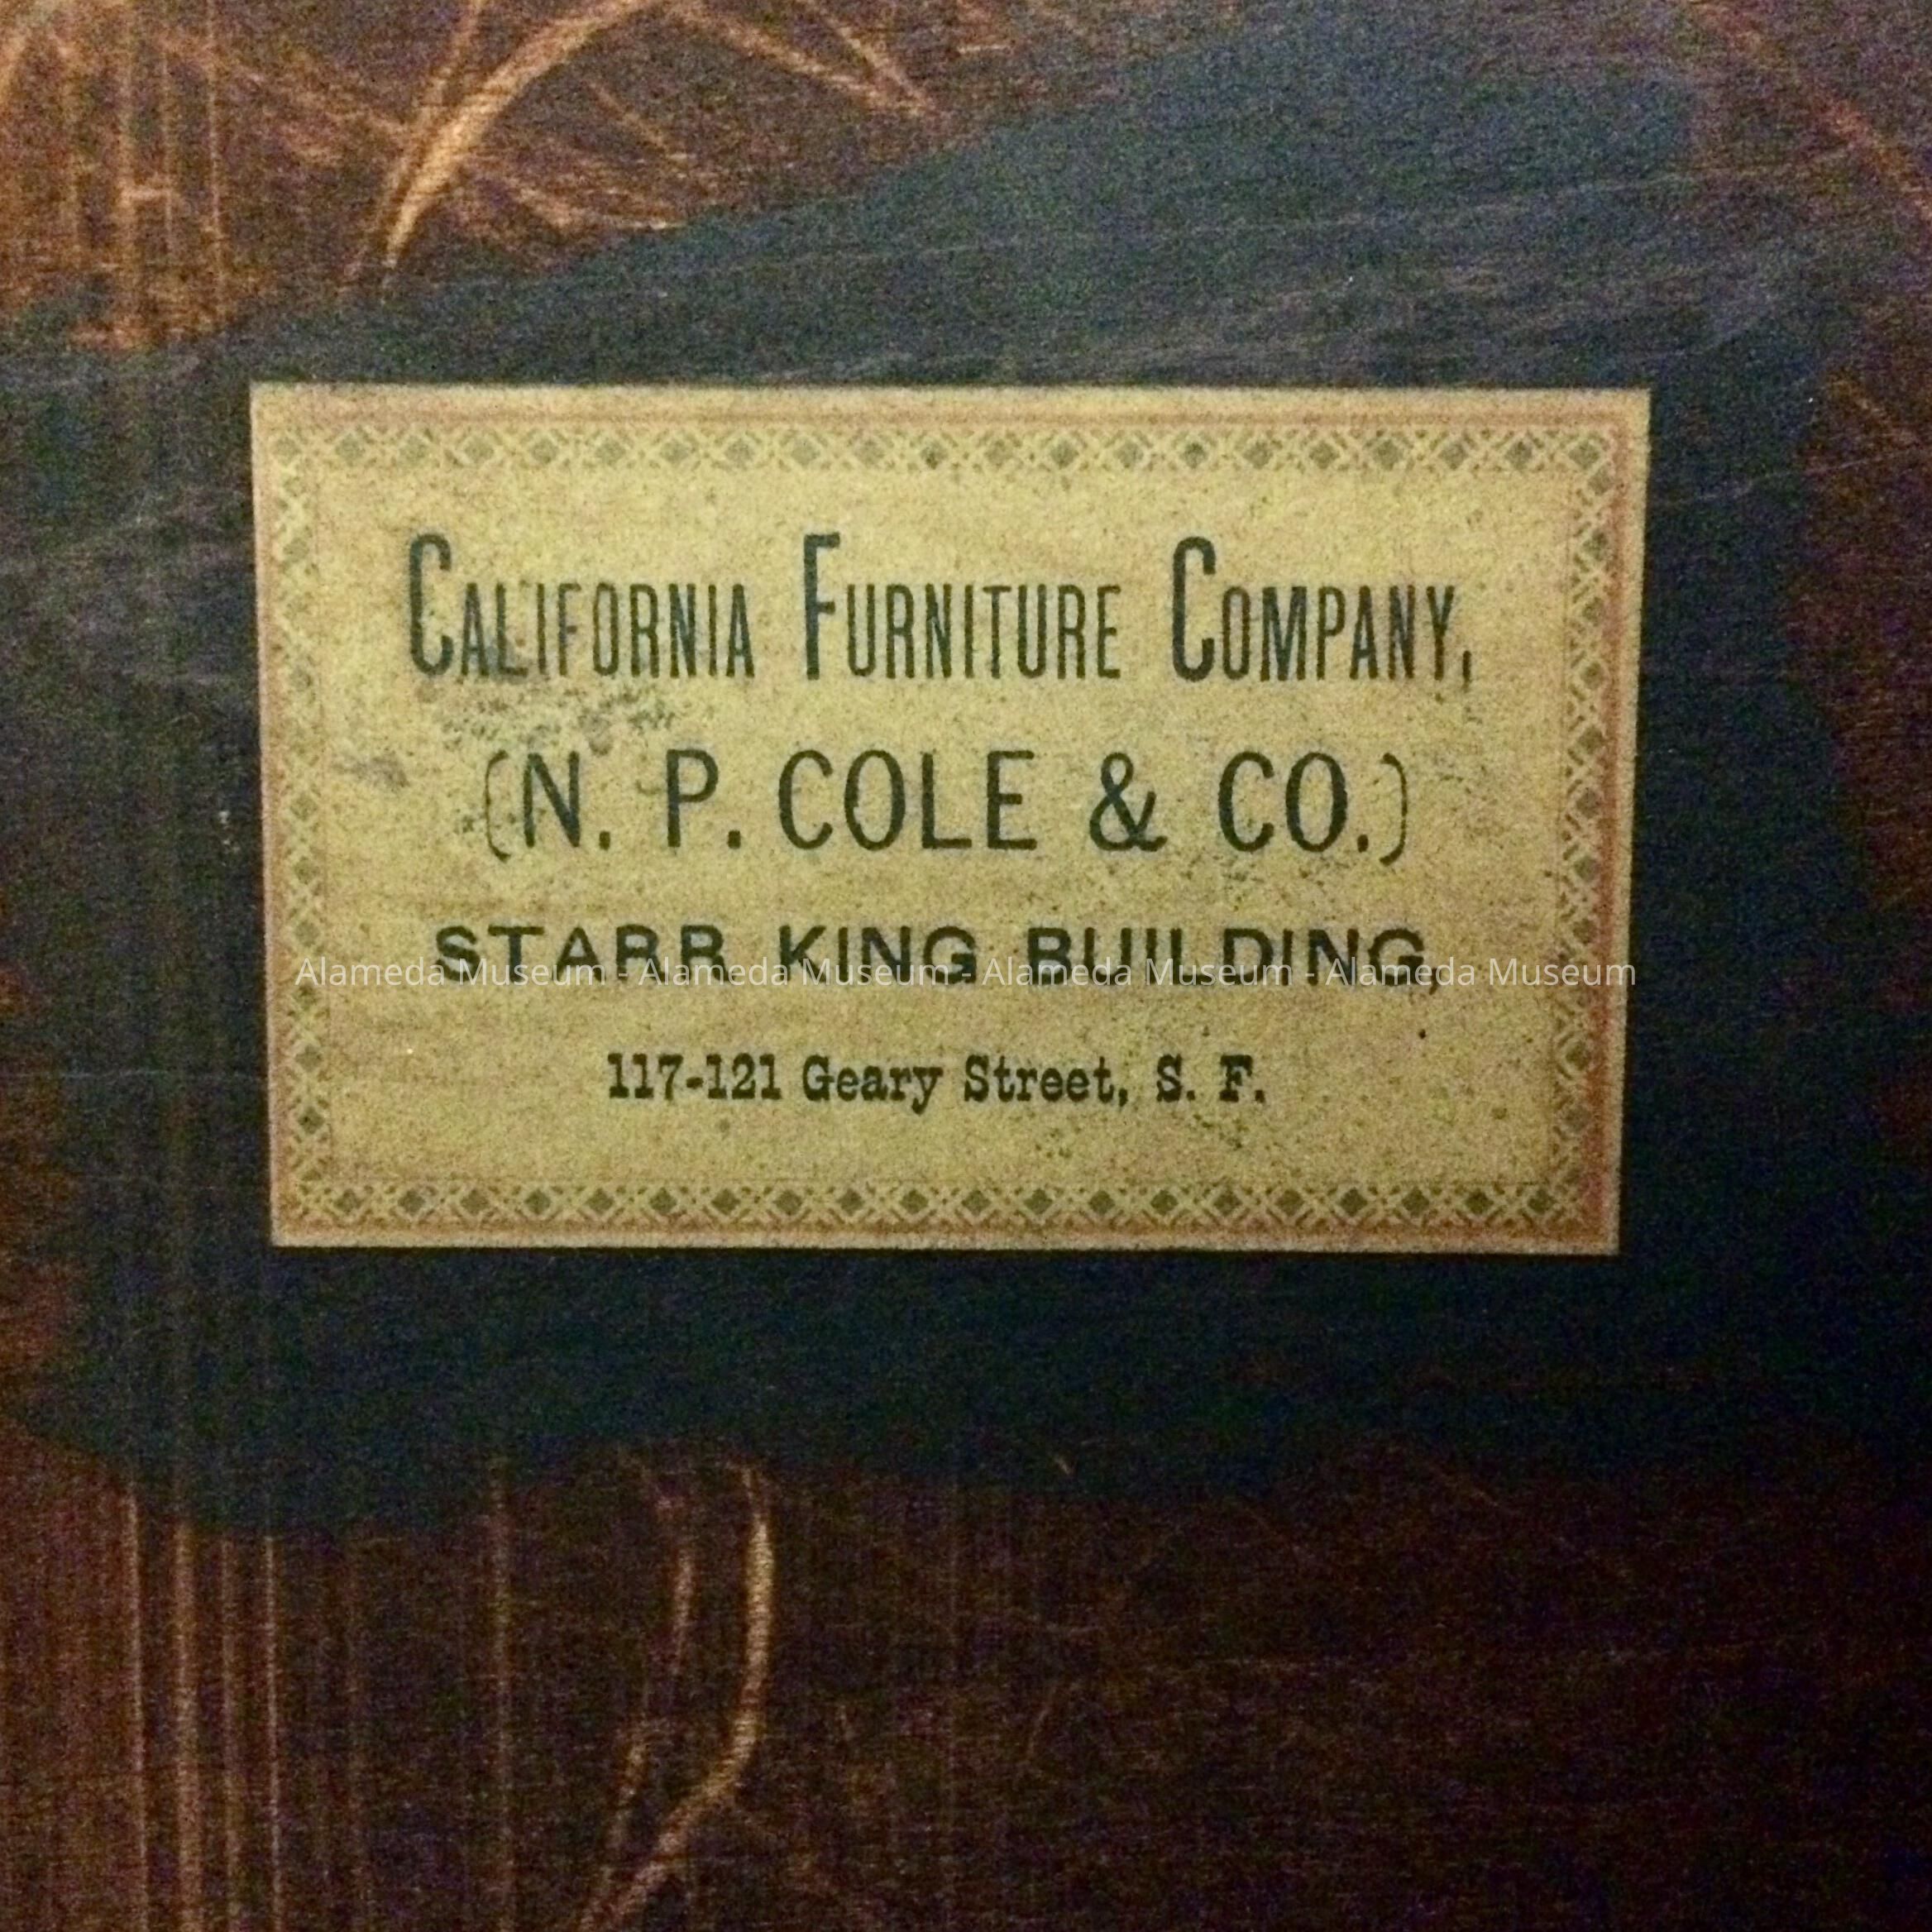 CALIFORNIA FURNITURE COMPANY,
(N. P. COLE & CO.)
STARR KING BUILDING,
Alameda Museum - Alameda Museum - Alameda Museum - Alameda Museum
117-121 Geary Street, S. F.